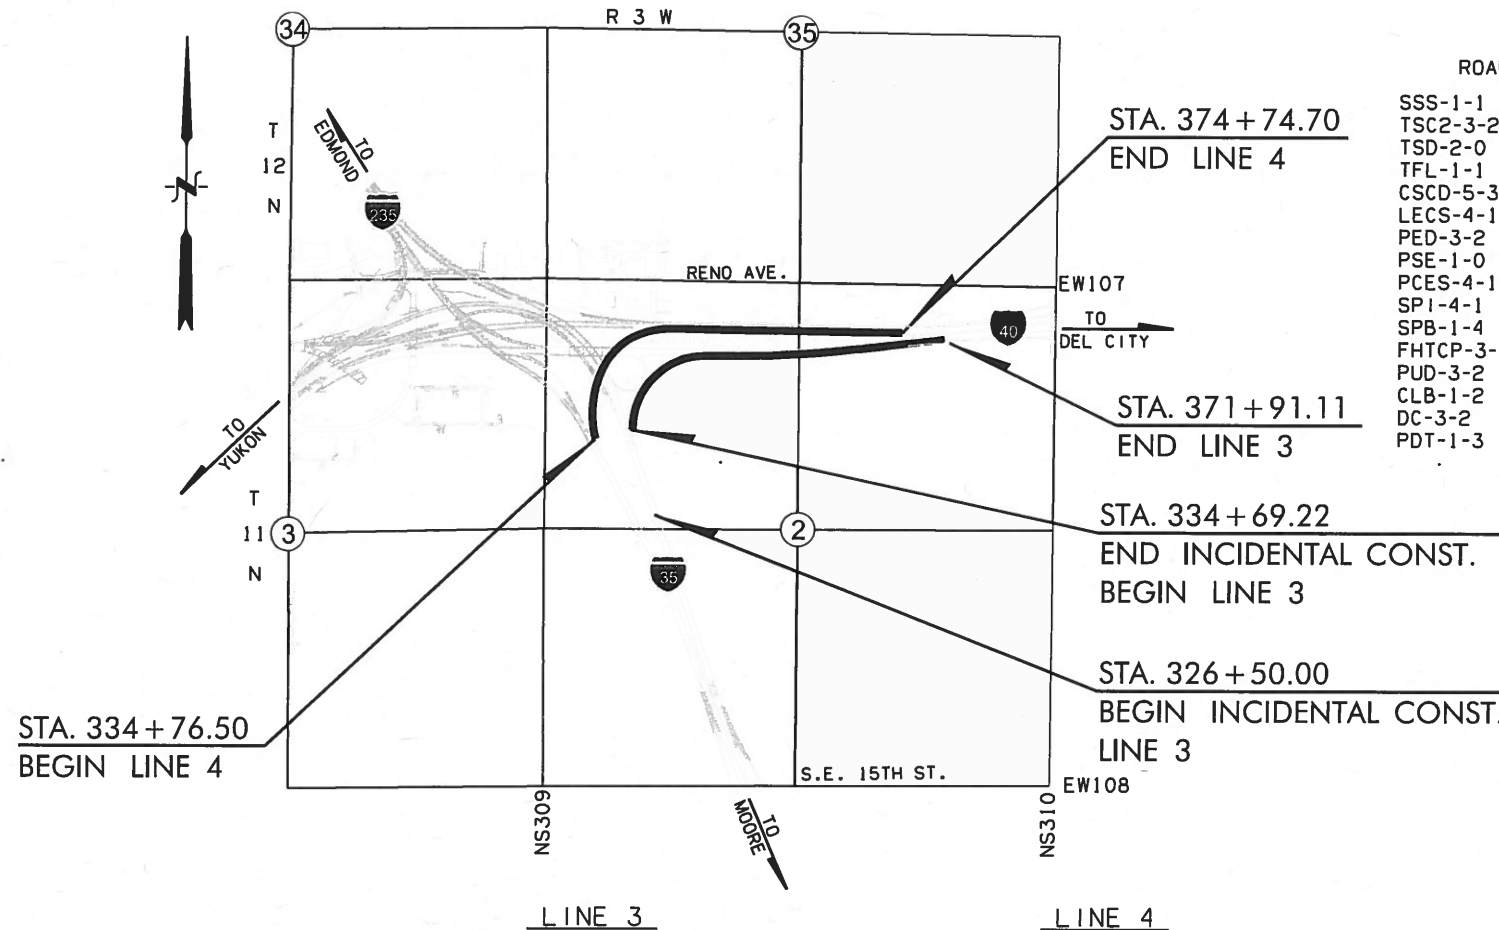 R 3 W
34
35
ROA
SSS-1-1
TSC2-3-2
TSD-2-0
TFL-1-1
CSCD-5-3
LECS-4-1
PED-3-2
PSE-1-0
PCES-4-1
SPI-4-1
SPB-1-4
FHTCP-3-
PUD-3-2
CLB-1-2
DC-3-2
PDT-1-3
STA. 374+74.70
END LINE 4
T
12
N
TO
EDMOND
N
235
RENO AVE.
EW107
40
TO
DEL CITY
STA. 371+91.11
END LINE 3
TO
YUKON
T
11
N
3
2
STA. 334+69.22
END INCIDENTAL CONST.
BEGIN LINE 3
35
STA. 326+50.00
BEGIN INCIDENTAL CONST.
LINE 3
STA. 334+76.50
BEGIN LINE 4
S.E. 15TH ST.
EW108
NS309
TO
MOORE
NS310
LINE 3
LINE 4